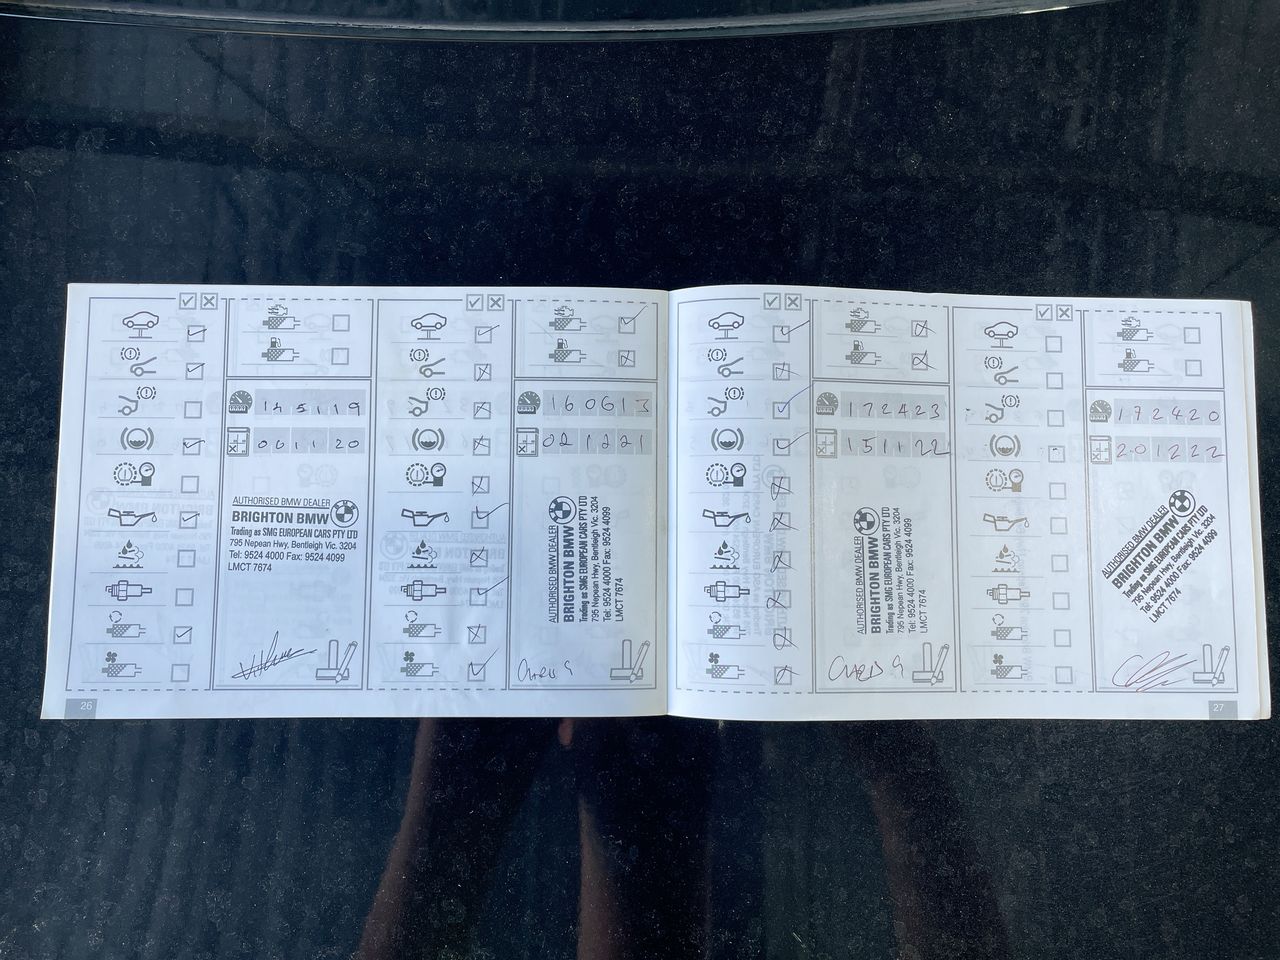 145119
061120
AUTHORISED BMW DEALER
BRIGHTON BMW
Trading as SMG EUROPEAN CARS PTY LTD
795 Nepean Hwy, Bentleigh Vic. 3204
Tel: 9524 4000 Fax: 9524 4099
LMCT 7674
26
160613
021221
AUTHORISED BMW DEALER
BRIGHTON BMW
Trading as SMG EUROPEAN CARS PTY LTD
795 Nepean Hwy, Bentleigh Vic. 3204
Tel: 9524 4000 Fax: 9524 4099
LMCT 7674
CHRIS G
172423
151122
AUTHORISED BMW DEALER
BRIGHTON BMW
Trading as SMG EUROPEAN CARS PTY LTD
795 Nepean Hwy, Bentleigh Vic. 3204
Tel: 9524 4000 Fax: 9524 4099
LMCT 7674
CHRIS G
172420
201222
AUTHORISED BMW DEALER
BRIGHTON BMW
Trading as SMG EUROPEAN CARS PTY LTD
795 Nepean Hwy, Bentleigh Vic. 3204
Tel: 9524 4000 Fax: 9524 4099
LMCT 7674
27